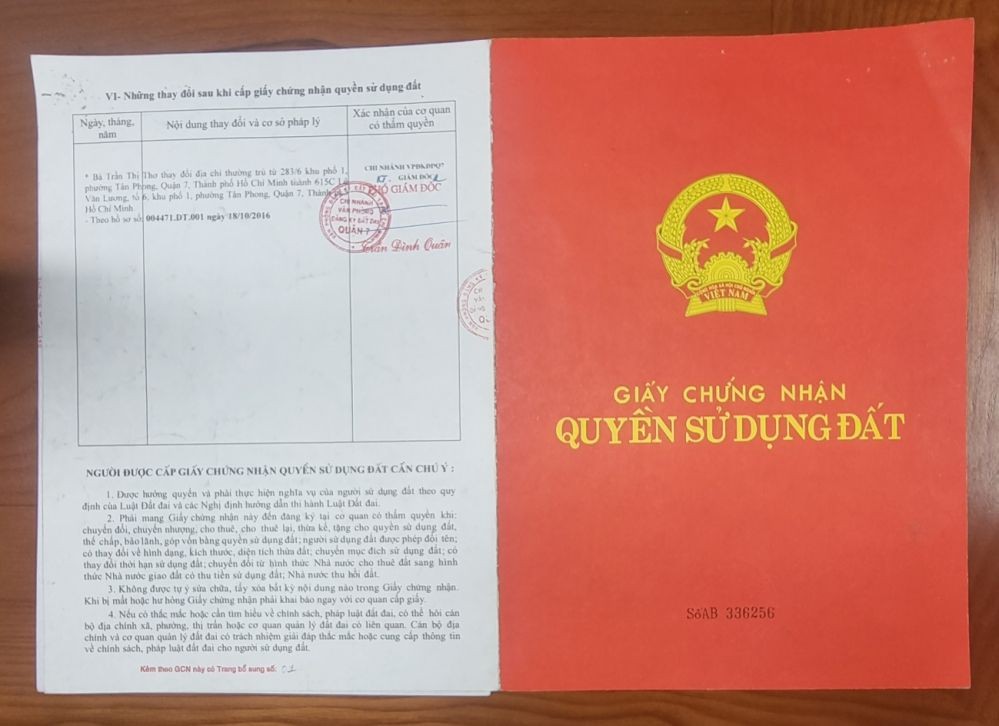 VI- Những thay đổi sau khi cấp giấy chứng nhận quyền sử dụng đất
Ngày, tháng, năm
Nội dung thay đổi và cơ sở pháp lý
Xác nhận của cơ quan có thẩm quyền
* Bà Trần Thị Thơ thay đổi địa chỉ thường trú từ 283/6 khu phố 1,
phường Tân Phong, Quận 7, Thành phố Hồ Chí Minh thành 615C Lê
Văn Lương, tổ 6, khu phố 1, phường Tân Phong, Quận 7, Thành
Hồ Chí Minh
- Theo hồ sơ số: 004471.DT.001 ngày 18/10/2016
CHI NHÁNH VPĐKĐĐQ7
KT. GIÁM ĐỐC
PHÓ GIÁM ĐỐC
CHI NHÁNH
VĂN PHÒNG
ĐĂNG KÝ ĐẤT ĐAI
QUẬN 7
Trần Đình Quân
NGƯỜI ĐƯỢC CẤP GIẤY CHỨNG NHẬN QUYỀN SỬ DỤNG ĐẤT CẦN CHÚ Ý :
1. Được hưởng quyền và phải thực hiện nghĩa vụ của người sử dụng đất theo quy
định của Luật Đất đai và các Nghị định hướng dẫn thi hành Luật Đất đai.
2. Phải mang Giấy chứng nhận này đến đăng ký tại cơ quan có thẩm quyền khi:
chuyển đổi, chuyển nhượng, cho thuê, cho thuê lại, thừa kế, tặng cho quyền sử dụng đất,
thế chấp, bảo lãnh, góp vốn bằng quyền sử dụng đất; người sử dụng đất được phép đổi tên;
có thay đổi về hình dạng, kích thước, diện tích thửa đất; chuyển mục đích sử dụng đất; có
thay đổi thời hạn sử dụng đất; chuyển đổi từ hình thức Nhà nước cho thuê đất sang hình
thức Nhà nước giao đất có thu tiền sử dụng đất; Nhà nước thu hồi đất.
3. Không được tự ý sửa chữa, tẩy xóa bất kỳ nội dung nào trong Giấy chứng nhận.
Khi bị mất hoặc hư hỏng Giấy chứng nhận phải khai báo ngay với cơ quan cấp giấy.
4. Nếu có thắc mắc hoặc cần tìm hiểu về chính sách, pháp luật đất đai, có thể hỏi cán
bộ địa chính xã, phường, thị trấn hoặc cơ quan quản lý đất đai có liên quan. Cán bộ địa
chính và cơ quan quản lý đất đai có trách nhiệm giải đáp thắc mắc hoặc cung cấp thông tin
về chính sách, pháp luật đất đai cho người sử dụng đất.
Kèm theo GCN này có Trang bổ sung số: 01
VIỆT NAM
GIẤY CHỨNG NHẬN
QUYỀN SỬ DỤNG ĐẤT
SốAB 336256